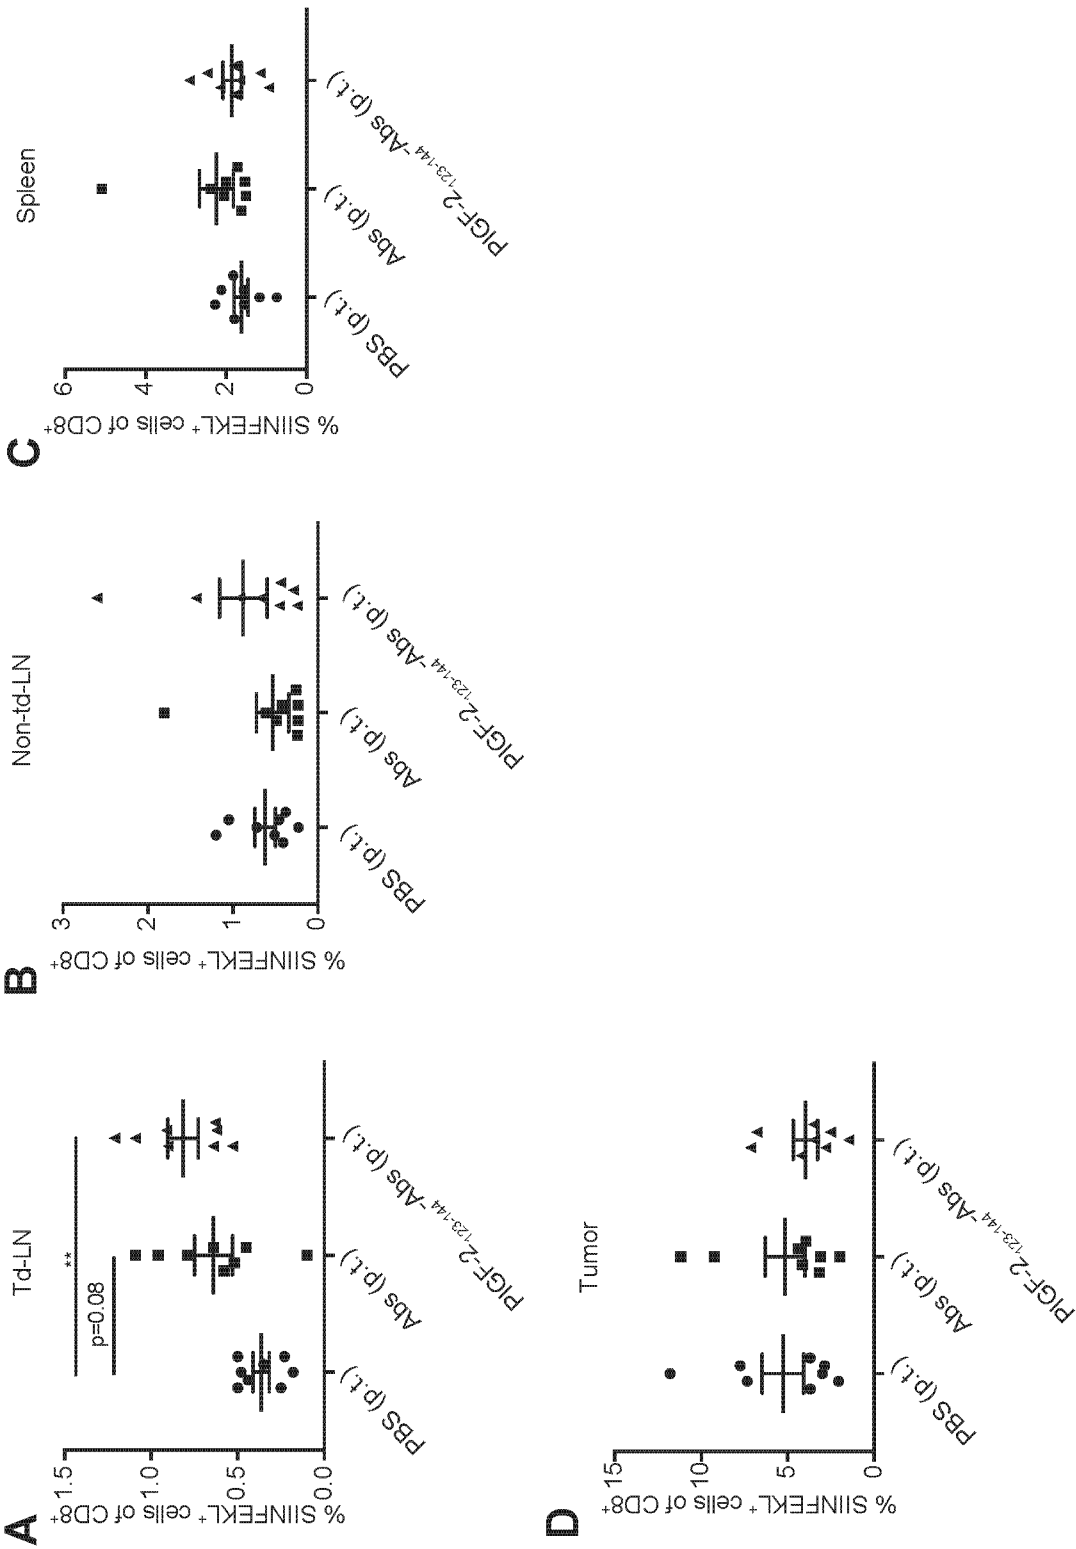 A
Td-LN
**
p=0.08
% SIINFEKL⁺ cells of CD8⁺
1.5
1.0
0.5
0.0
PBS (p.t.)
Abs (p.t.)
PlGF-2₁₂₃₋₁₄₄-Abs (p.t.)
B
Non-td-LN
% SIINFEKL⁺ cells of CD8⁺
3
2
1
0
PBS (p.t.)
Abs (p.t.)
PlGF-2₁₂₃₋₁₄₄-Abs (p.t.)
C
Spleen
% SIINFEKL⁺ cells of CD8⁺
6
4
2
0
PBS (p.t.)
Abs (p.t.)
PlGF-2₁₂₃₋₁₄₄-Abs (p.t.)
D
Tumor
% SIINFEKL⁺ cells of CD8⁺
15
10
5
0
PBS (p.t.)
Abs (p.t.)
PlGF-2₁₂₃₋₁₄₄-Abs (p.t.)